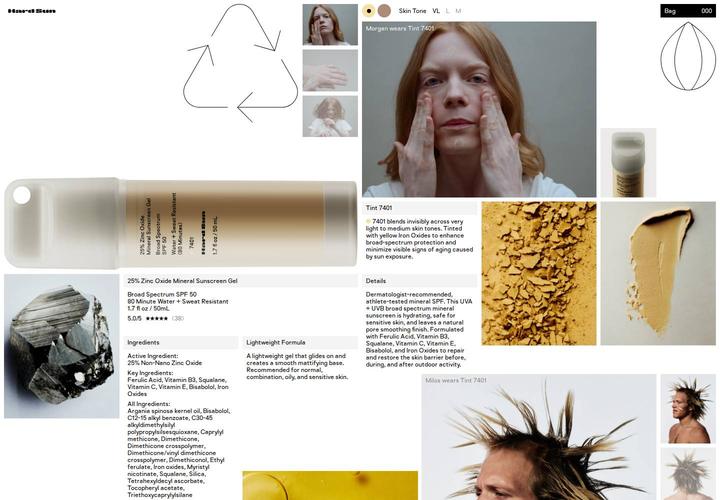 Hard Sun
Skin Tone VL L M
Bag 000
Morgen wears Tint 7401
25% Zinc Oxide
Mineral Sunscreen Gel
Broad Spectrum
SPF 50
Water + Sweat Resistant
(80 Minutes)
7401
Hard Sun
1.7 fl oz / 50 mL
Tint 7401
7401 blends invisibly across very
light to medium skin tones. Tinted
with yellow Iron Oxides to enhance
broad-spectrum protection and
minimize visible signs of aging caused
by sun exposure.
25% Zinc Oxide Mineral Sunscreen Gel
Broad Spectrum SPF 50
80 Minute Water + Sweat Resistant
1.7 fl oz / 50mL
5.0/5 ★★★★★ (38)
Details
Dermatologist-recommended,
athlete-tested mineral SPF. This UVA
+ UVB broad spectrum mineral
sunscreen is hydrating, safe for
sensitive skin, and leaves a natural
pore smoothing finish. Formulated
with Ferulic Acid, Vitamin B3,
Squalane, Vitamin C, Vitamin E,
Bisabolol, and Iron Oxides to repair
and restore the skin barrier before,
during, and after outdoor activity.
Ingredients
Active Ingredient:
25% Non-Nano Zinc Oxide
Key Ingredients:
Ferulic Acid, Vitamin B3, Squalane,
Vitamin C, Vitamin E, Bisabolol, Iron
Oxides
All Ingredients:
Argania spinosa kernel oil, Bisabolol,
C12-15 alkyl benzoate, C30-45
alkyldimethylsilyl
polypropylsilsesquioxane, Caprylyl
methicone, Dimethicone,
Dimethicone crosspolymer,
Dimethicone/vinyl dimethicone
crosspolymer, Dimethiconol, Ethyl
ferulate, Iron oxides, Myristyl
nicotinate, Squalane, Silica,
Tetrahexyldecyl ascorbate,
Tocopheryl acetate,
Triethoxycaprylylsilane
Lightweight Formula
A lightweight gel that glides on and
creates a smooth mattifying base.
Recommended for normal,
combination, oily, and sensitive skin.
Milos wears Tint 7401